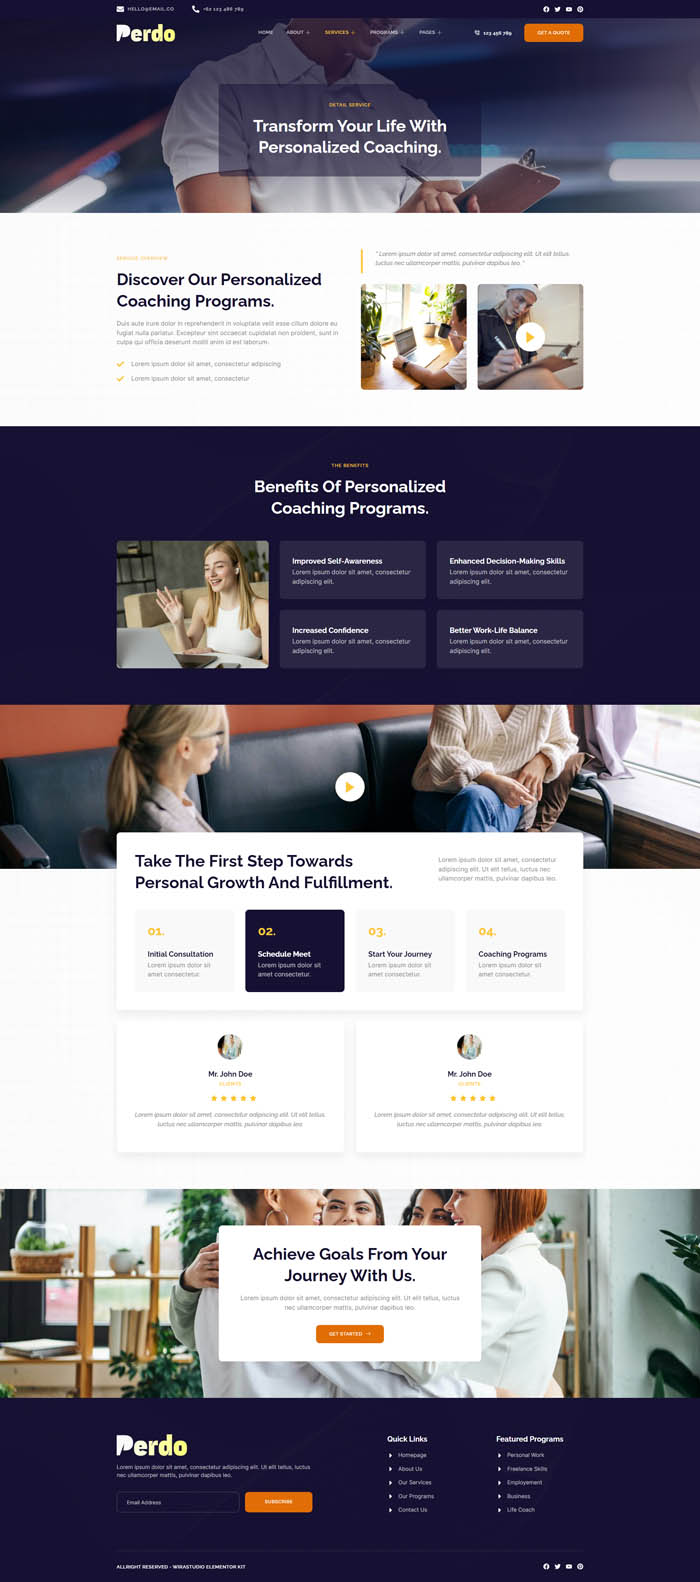 HELLO@EMAIL.CO
+62 123 486 789
Perdo
HOME
ABOUT +
SERVICES +
PROGRAMS +
PAGES +
123 456 789
GET A QUOTE
DETAIL SERVICE
Transform Your Life With
Personalized Coaching.
SERVICE OVERVIEW
Discover Our Personalized
Coaching Programs.
Duis aute irure dolor in reprehenderit in voluptate velit esse cillum dolore eu
fugiat nulla pariatur. Excepteur sint occaecat cupidatat non proident, sunt in
culpa qui officia deserunt mollit anim id est laborum.
Lorem ipsum dolor sit amet, consectetur adipiscing
Lorem ipsum dolor sit amet, consectetur
" Lorem ipsum dolor sit amet, consectetur adipiscing elit. Ut elit tellus,
luctus nec ullamcorper mattis, pulvinar dapibus leo. "
THE BENEFITS
Benefits Of Personalized
Coaching Programs.
Improved Self-Awareness
Lorem ipsum dolor sit amet, consectetur
adipiscing elit.
Enhanced Decision-Making Skills
Lorem ipsum dolor sit amet, consectetur
adipiscing elit.
Increased Confidence
Lorem ipsum dolor sit amet, consectetur
adipiscing elit.
Better Work-Life Balance
Lorem ipsum dolor sit amet, consectetur
adipiscing elit.
Take The First Step Towards
Personal Growth And Fulfillment.
Lorem ipsum dolor sit amet, consectetur
adipiscing elit. Ut elit tellus, luctus nec
ullamcorper mattis, pulvinar dapibus leo.
01.
Initial Consultation
Lorem ipsum dolor sit
amet consectetur.
02.
Schedule Meet
Lorem ipsum dolor sit
amet consectetur.
03.
Start Your Journey
Lorem ipsum dolor sit
amet consectetur.
04.
Coaching Programs
Lorem ipsum dolor sit
amet consectetur.
Mr. John Doe
CLIENTS
Lorem ipsum dolor sit amet, consectetur adipiscing elit. Ut elit tellus,
luctus nec ullamcorper mattis, pulvinar dapibus leo.
Mr. John Doe
CLIENTS
Lorem ipsum dolor sit amet, consectetur adipiscing elit. Ut elit tellus,
luctus nec ullamcorper mattis, pulvinar dapibus leo.
Achieve Goals From Your
Journey With Us.
Lorem ipsum dolor sit amet, consectetur adipiscing elit. Ut elit tellus, luctus
nec ullamcorper mattis, pulvinar dapibus leo.
GET STARTED →
Perdo
Lorem ipsum dolor sit amet, consectetur adipiscing elit. Ut elit tellus, luctus
nec ullamcorper mattis, pulvinar dapibus leo.
Email Address
SUBSCRIBE
Quick Links
Homepage
About Us
Our Services
Our Programs
Contact Us
Featured Programs
Personal Work
Freelance Skills
Employement
Business
Life Coach
ALLRIGHT RESERVED - WIRASTUDIO ELEMENTOR KIT